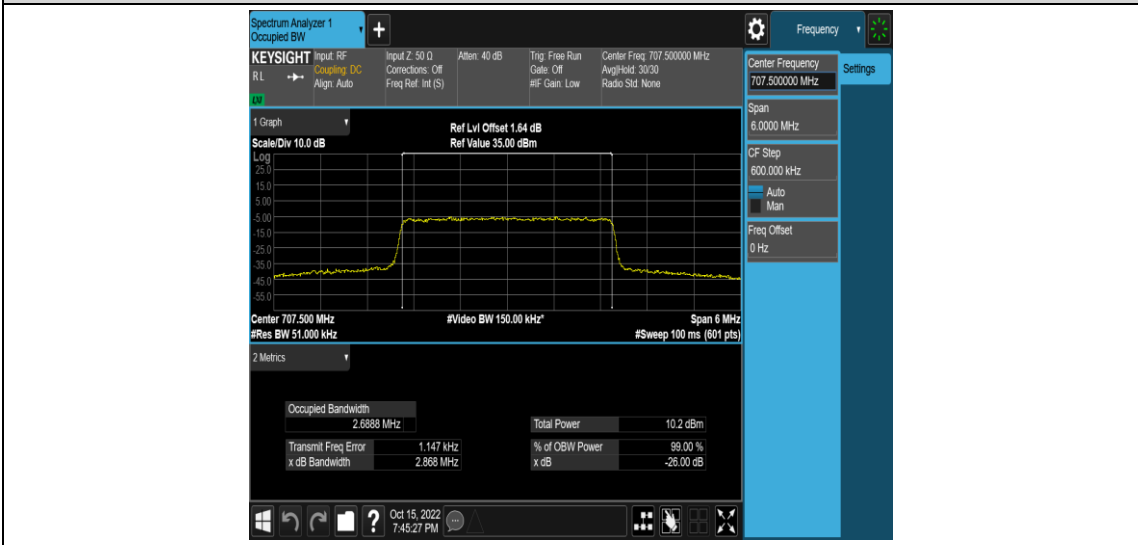 Spectrum Analyzer 1
Occupied BW
+
Frequency
KEYSIGHT
RL
LXI
Input: RF
Coupling: DC
Align: Auto
Input Z: 50 Ω
Corrections: Off
Freq Ref: Int (S)
Atten: 40 dB
Trig: Free Run
Gate: Off
#IF Gain: Low
Center Freq: 707.500000 MHz
Avg|Hold: 30/30
Radio Std: None
Center Frequency
707.500000 MHz
Settings
Span
6.0000 MHz
CF Step
600.000 kHz
Auto
Man
Freq Offset
0 Hz
1 Graph
Scale/Div 10.0 dB
Ref Lvl Offset 1.64 dB
Ref Value 35.00 dBm
Log
25.0
15.0
5.00
-5.00
-15.0
-25.0
-35.0
-45.0
-55.0
Center 707.500 MHz
#Video BW 150.00 kHz*
Span 6 MHz
#Res BW 51.000 kHz
#Sweep 100 ms (601 pts)
2 Metrics
Occupied Bandwidth
2.6888 MHz
Total Power 10.2 dBm
Transmit Freq Error 1.147 kHz
% of OBW Power 99.00 %
x dB Bandwidth 2.868 MHz
x dB -26.00 dB
?
Oct 15, 2022
7:45:27 PM